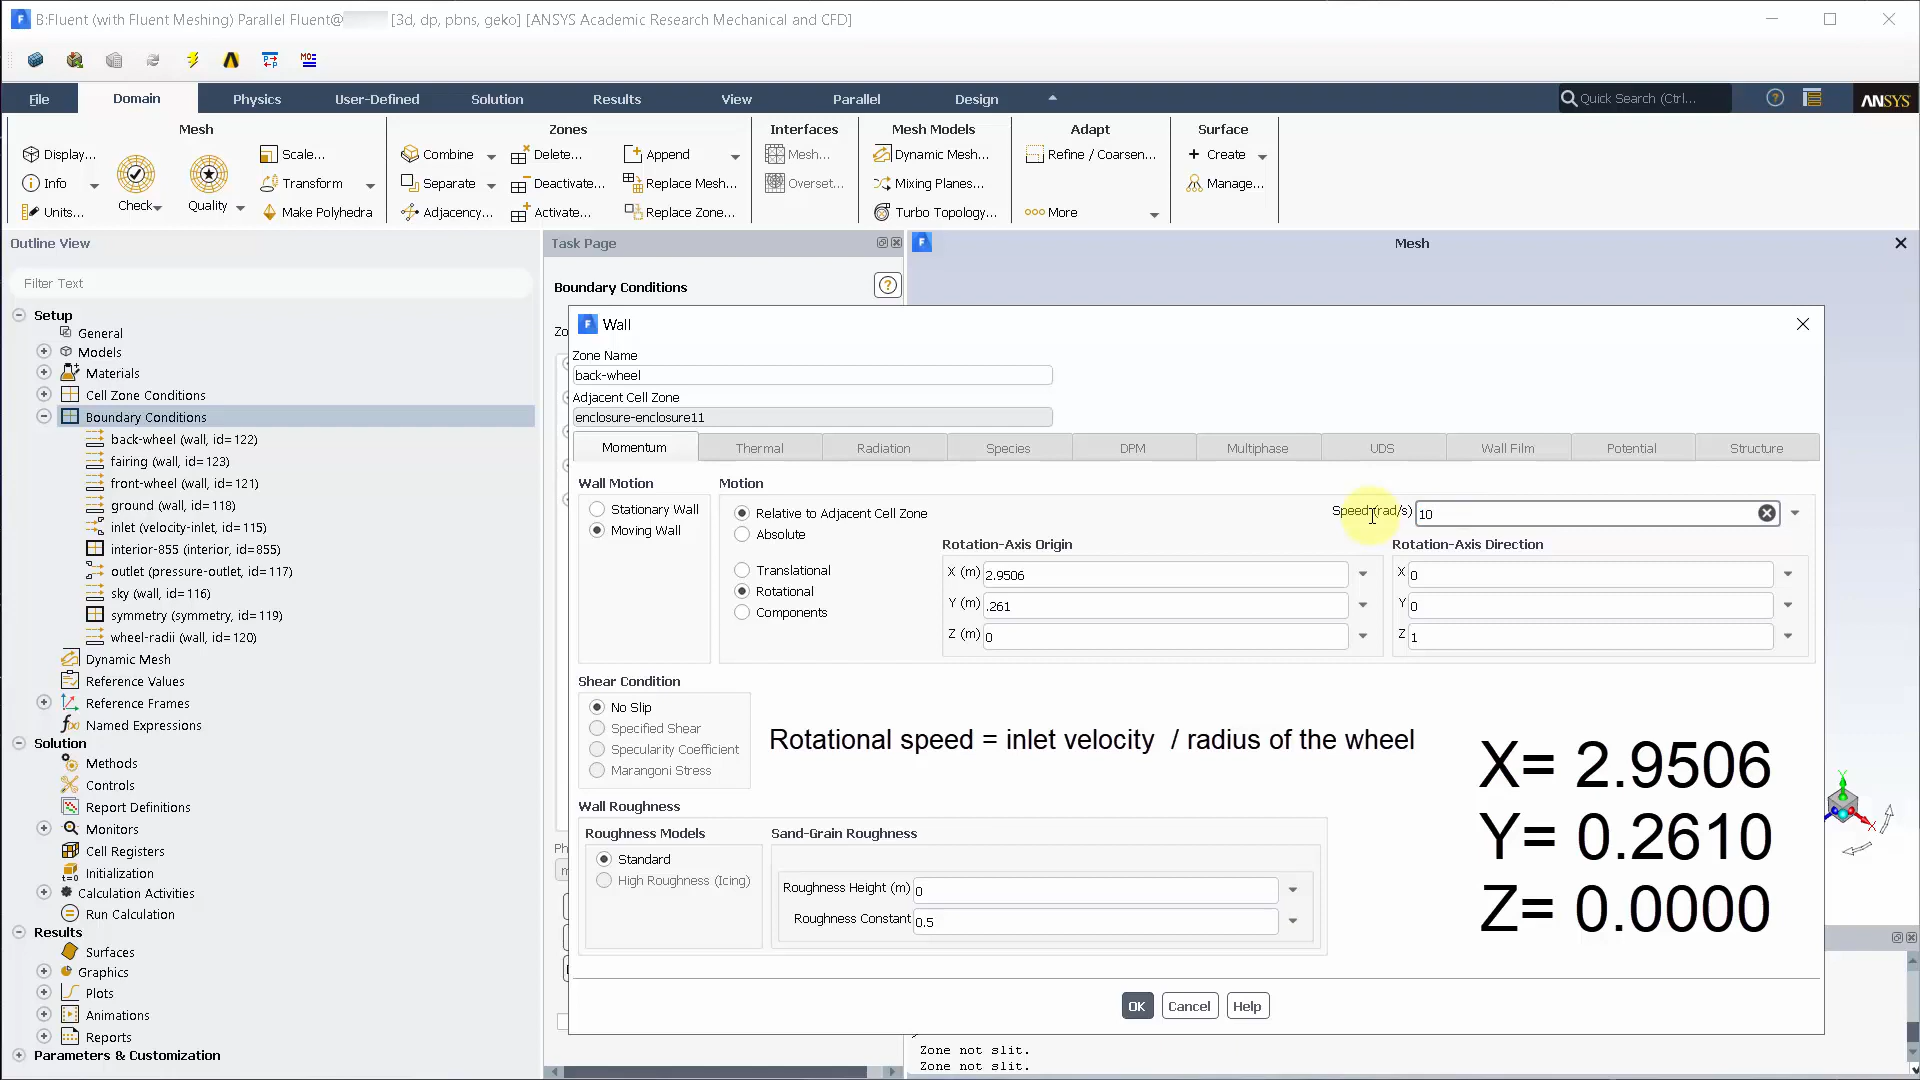 B:Fluent (with Fluent Meshing) Parallel Fluent@ [3d, dp, pbns, geko] [ANSYS Academic Research Mechanical and CFD]
File Domain Physics User-Defined Solution Results View Parallel Design Quick Search (Ctrl... ANSYS
Mesh Zones Interfaces Mesh Models Adapt Surface
Display... Scale... Combine Delete... Append Mesh... Dynamic Mesh... Refine / Coarsen... Create
Info Transform Separate Deactivate... Replace Mesh... Overset... Mixing Planes... Manage...
Check Quality
Units... Make Polyhedra Adjacency... Activate... Replace Zone... Turbo Topology... More
Outline View
Filter Text
Setup
General
Models
Materials
Cell Zone Conditions
Boundary Conditions
back-wheel (wall, id=122)
fairing (wall, id=123)
front-wheel (wall, id=121)
ground (wall, id=118)
inlet (velocity-inlet, id=115)
interior-855 (interior, id=855)
outlet (pressure-outlet, id=117)
sky (wall, id=116)
symmetry (symmetry, id=119)
wheel-radii (wall, id=120)
Dynamic Mesh
Reference Values
Reference Frames
Named Expressions
Solution
Methods
Controls
Report Definitions
Monitors
Cell Registers
Initialization
Calculation Activities
Run Calculation
Results
Surfaces
Graphics
Plots
Animations
Reports
Parameters & Customization
Task Page
Boundary Conditions
Zo
Mesh
Wall
Zone Name
back-wheel
Adjacent Cell Zone
enclosure-enclosure11
Momentum Thermal Radiation Species DPM Multiphase UDS Wall Film Potential Structure
Wall Motion
Stationary Wall
Moving Wall
Motion
Relative to Adjacent Cell Zone
Absolute
Translational
Rotational
Components
Speed (rad/s) 10
Rotation-Axis Origin
X (m) 2.9506
Y (m) .261
Z (m) 0
Rotation-Axis Direction
X 0
Y 0
Z 1
Shear Condition
No Slip
Specified Shear
Specularity Coefficient
Marangoni Stress
Rotational speed = inlet velocity / radius of the wheel
X= 2.9506
Y= 0.2610
Z= 0.0000
Wall Roughness
Roughness Models
Standard
High Roughness (Icing)
Sand-Grain Roughness
Roughness Height (m) 0
Roughness Constant 0.5
OK Cancel Help
Ph
Zone not slit.
Zone not slit.
Y
X